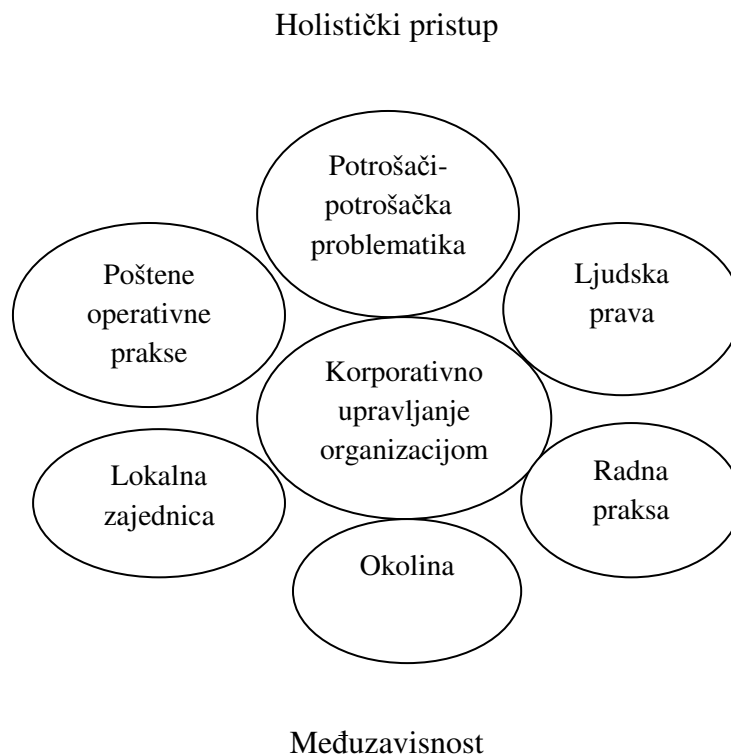 Holistički pristup
Potrošači-
potrošačka
problematika
Poštene
operativne
prakse
Ljudska
prava
Korporativno
upravljanje
organizacijom
Lokalna
zajednica
Radna
praksa
Okolina
Međuzavisnost